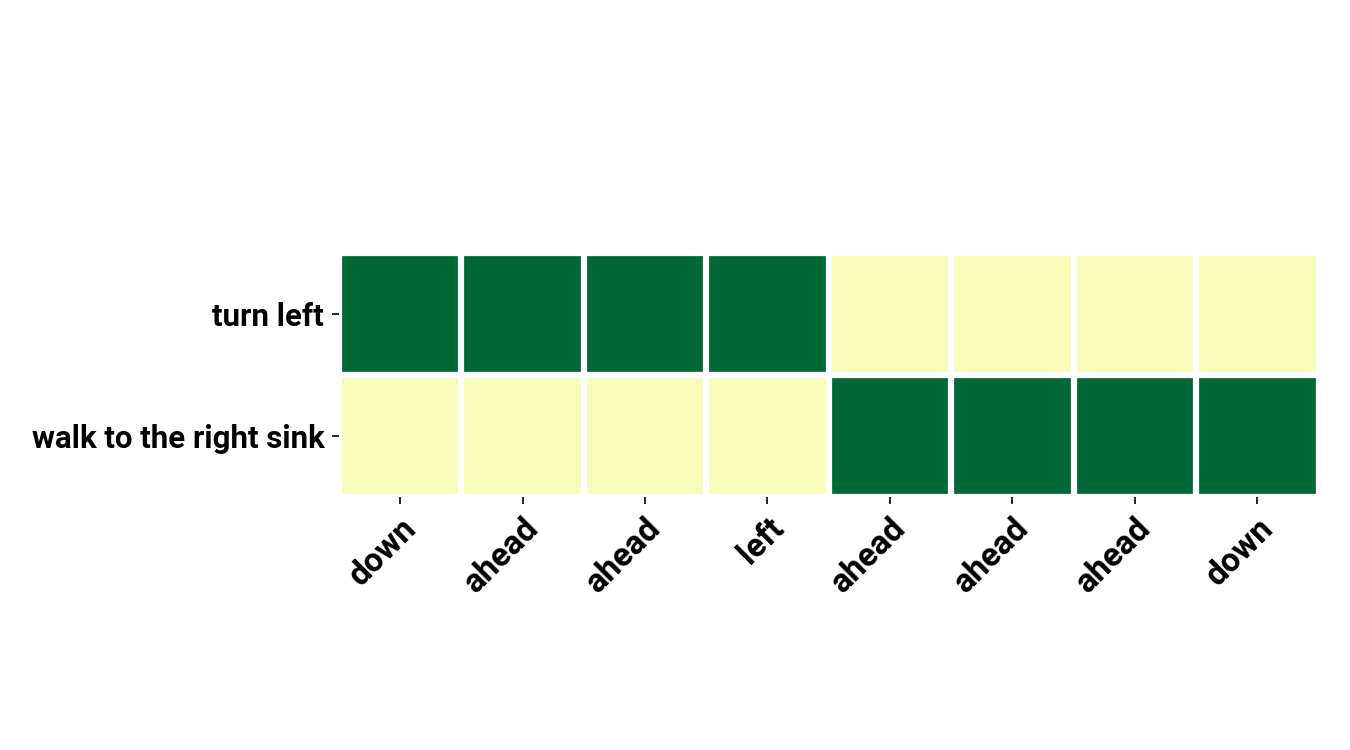 turn left
walk to the right sink
down
ahead
ahead
left
ahead
ahead
ahead
down